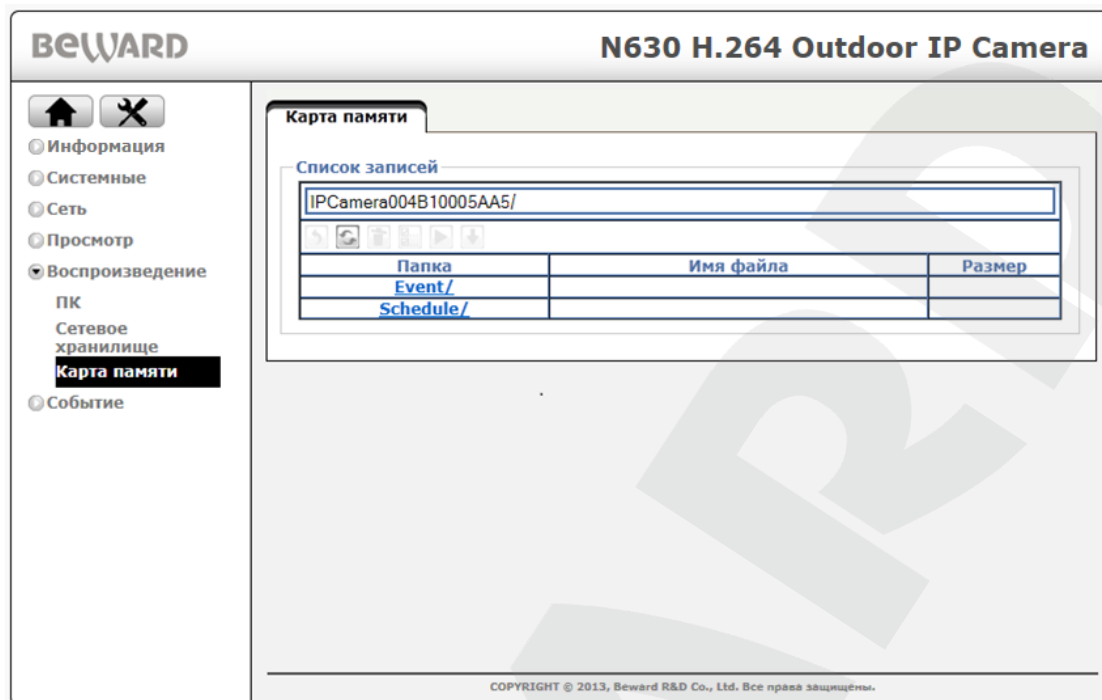 BEWARD
N630 H.264 Outdoor IP Camera
Информация
Системные
Сеть
Просмотр
Воспроизведение
ПК
Сетевое
хранилище
Карта памяти
Событие
Карта памяти
Список записей
IPCamera004B10005AA5/
Папка Имя файла Размер
Event/
Schedule/
COPYRIGHT © 2013, Beward R&D Co., Ltd. Все права защищены.